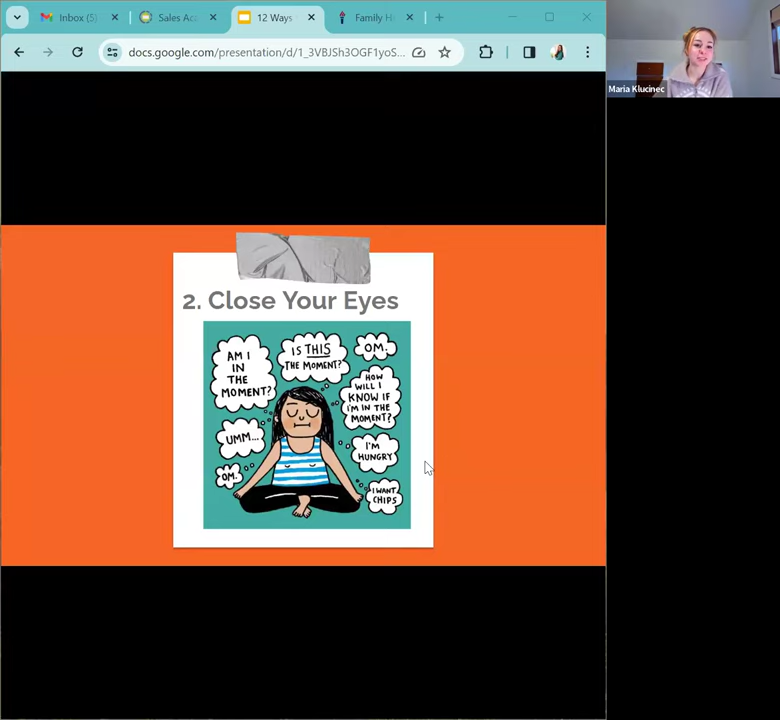 Inbox (5)
Sales Acc
12 Ways
Family H
docs.google.com/presentation/d/1_3VBJSh3OGF1yoS...
Maria Klucinec
2. Close Your Eyes
AM I
IN
THE
MOMENT?
IS THIS
THE MOMENT?
OM.
HOW
WILL I
KNOW IF
I'M IN THE
MOMENT?
UMM...
I'M
HUNGRY
OM.
I WANT
CHIPS